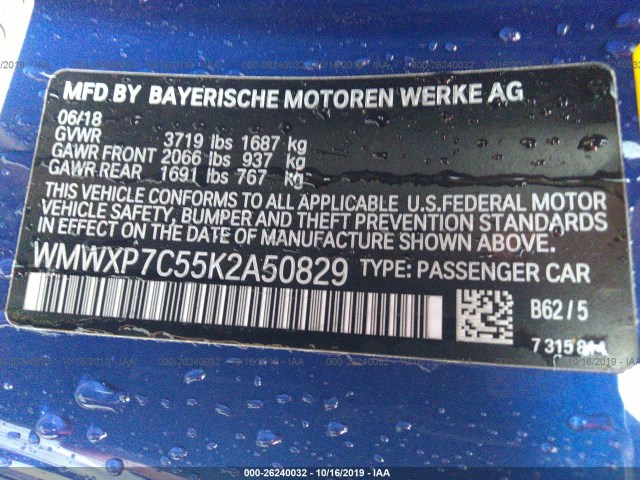 MFD BY BAYERISCHE MOTOREN WERKE AG
06/18
GVWR 3719 lbs 1687 kg
GAWR FRONT 2066 lbs 937 kg
GAWR REAR 1691 lbs 767 kg
THIS VEHICLE CONFORMS TO ALL APPLICABLE U.S.FEDERAL MOTOR
VEHICLE SAFETY, BUMPER AND THEFT PREVENTION STANDARDS
IN EFFECT ON THE DATE OF MANUFACTURE SHOWN ABOVE.
WMWXP7C55K2A50829 TYPE: PASSENGER CAR
B62/5
7 3158
000-26240032 - 10/16/2019 - IAA